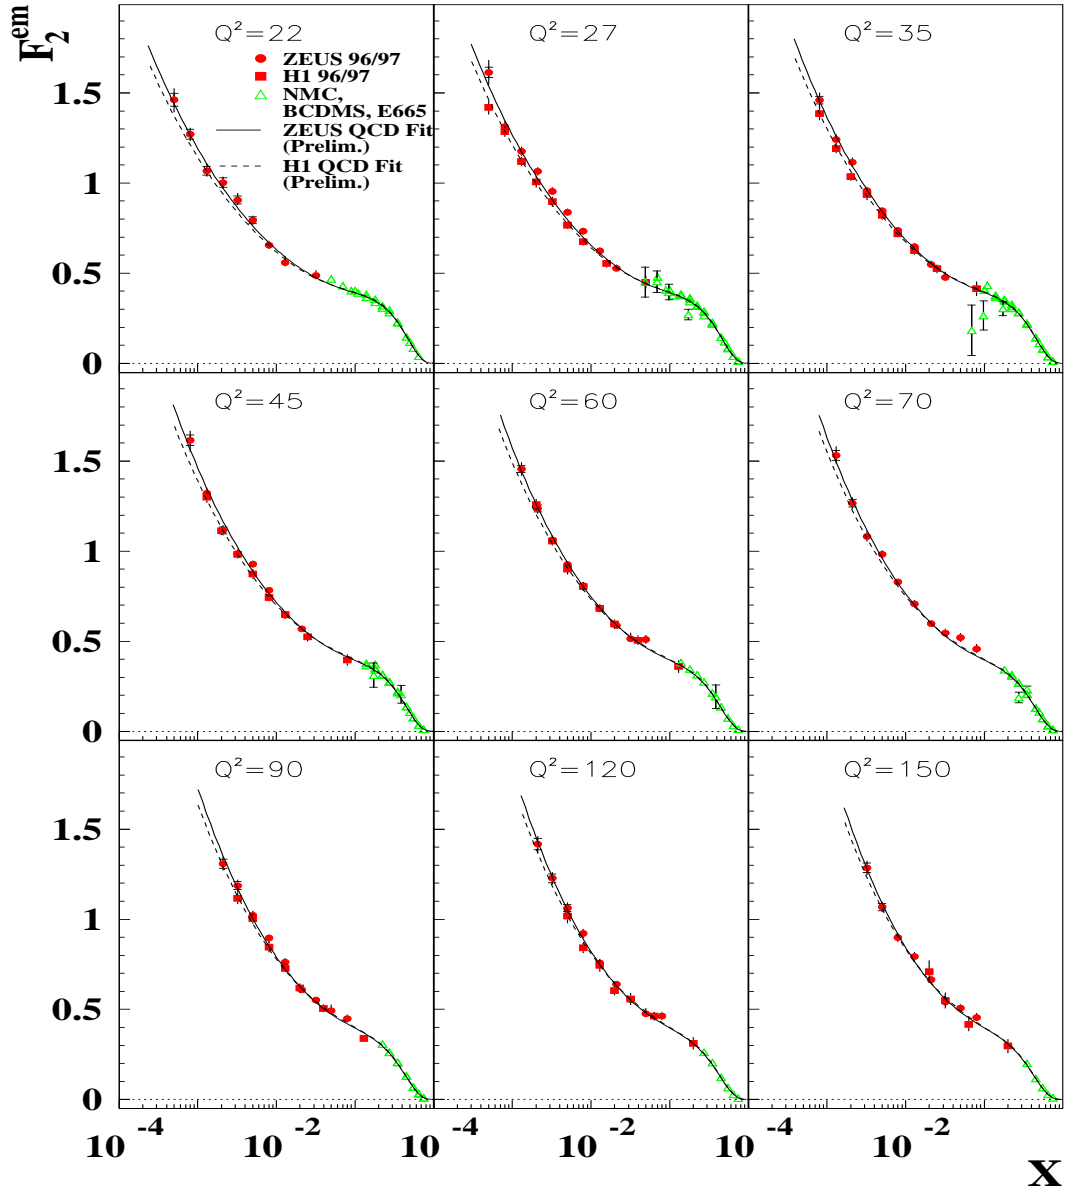 F₂ᵉᵐ
Q²=22
Q²=27
Q²=35
ZEUS 96/97
H1 96/97
NMC,
BCDMS, E665
ZEUS QCD Fit
(Prelim.)
H1 QCD Fit
(Prelim.)
1.5
1
0.5
0
Q²=45
Q²=60
Q²=70
1.5
1
0.5
0
Q²=90
Q²=120
Q²=150
1.5
1
0.5
0
10⁻⁴ 10⁻² 10⁻⁴ 10⁻² 10⁻⁴ 10⁻² 10
X